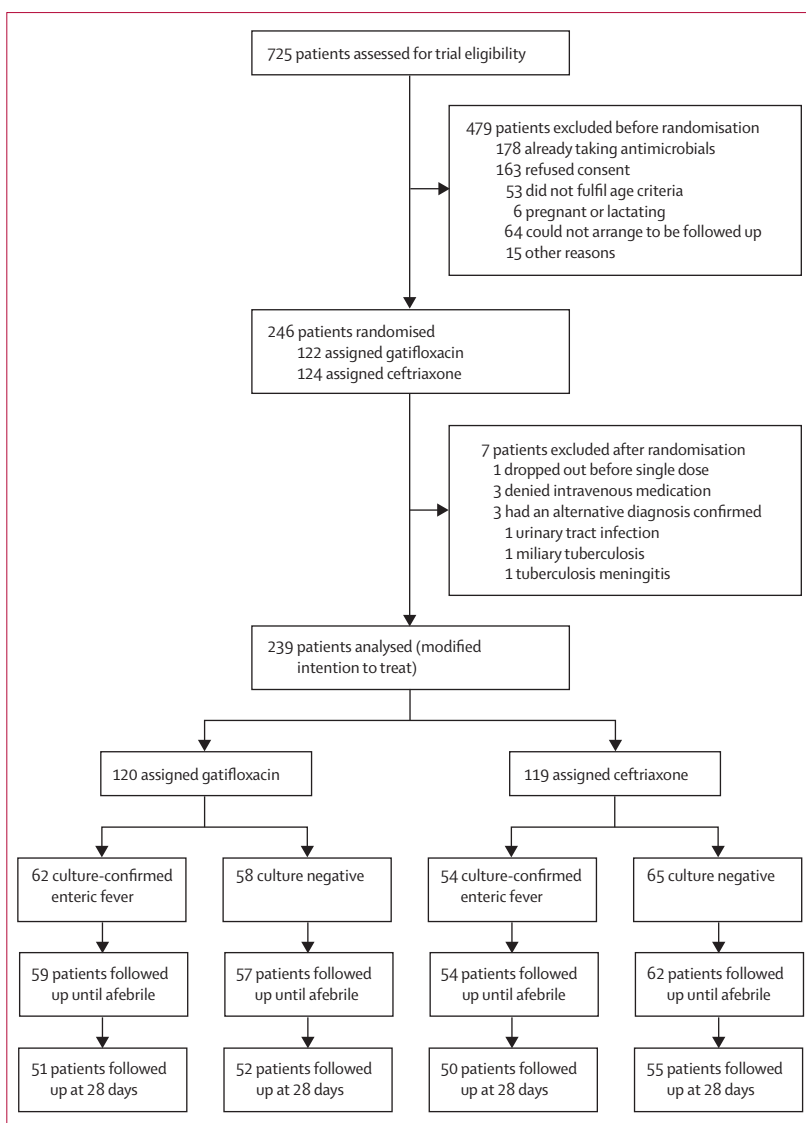 725 patients assessed for trial eligibility
479 patients excluded before randomisation
178 already taking antimicrobials
163 refused consent
53 did not fulfil age criteria
6 pregnant or lactating
64 could not arrange to be followed up
15 other reasons
246 patients randomised
122 assigned gatifloxacin
124 assigned ceftriaxone
7 patients excluded after randomisation
1 dropped out before single dose
3 denied intravenous medication
3 had an alternative diagnosis confirmed
1 urinary tract infection
1 miliary tuberculosis
1 tuberculosis meningitis
239 patients analysed (modified
intention to treat)
120 assigned gatifloxacin
119 assigned ceftriaxone
62 culture-confirmed
enteric fever
58 culture negative
54 culture-confirmed
enteric fever
65 culture negative
59 patients followed
up until afebrile
57 patients followed
up until afebrile
54 patients followed
up until afebrile
62 patients followed
up until afebrile
51 patients followed
up at 28 days
52 patients followed
up at 28 days
50 patients followed
up at 28 days
55 patients followed
up at 28 days